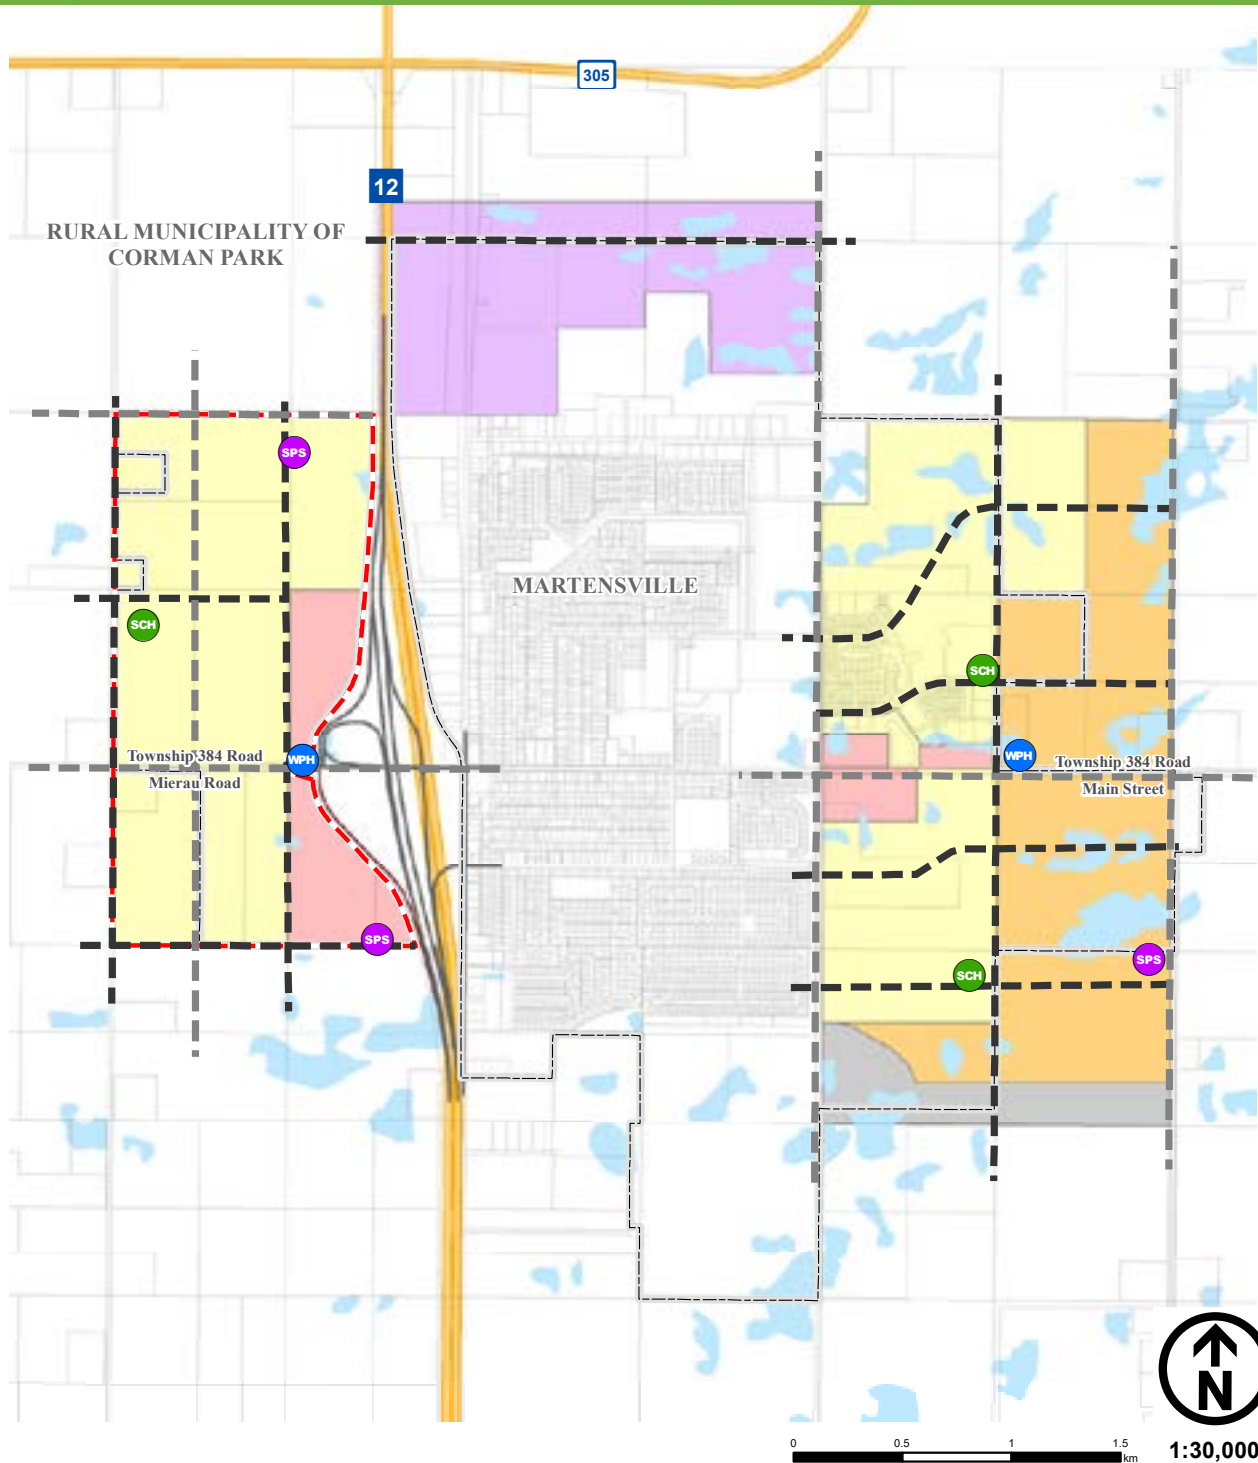 305
12
RURAL MUNICIPALITY OF
CORMAN PARK
SPS
MARTENSVILLE
SCH
SCH
Township 384 Road
WPH
Mierau Road
WPH
Township 384 Road
Main Street
SPS
SPS
SCH
N
0 0.5 1 1.5
km
1:30,000